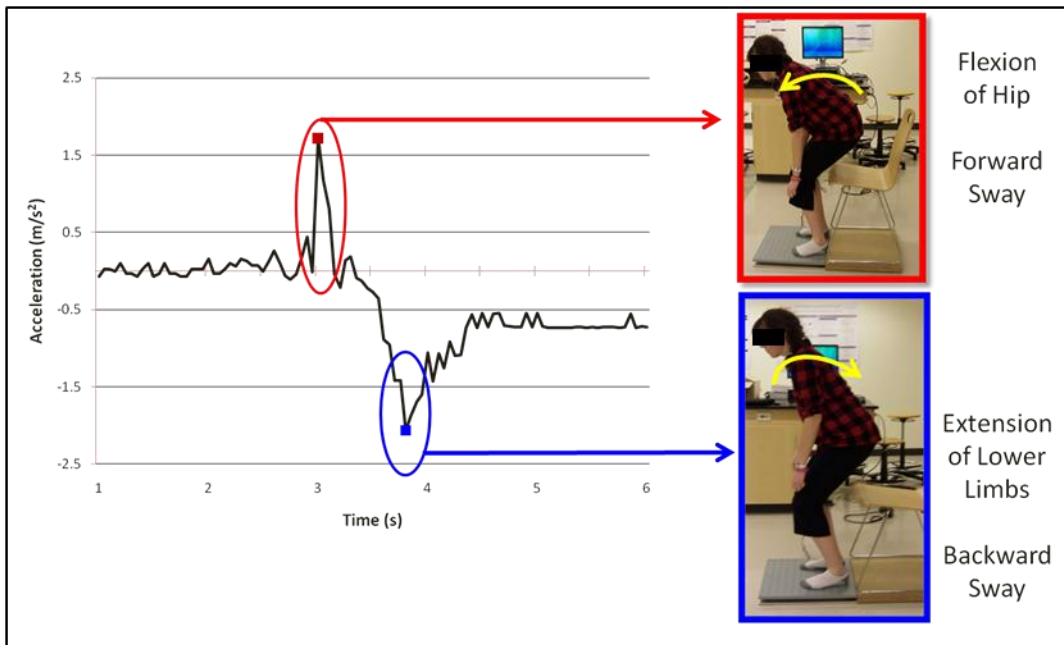 2.5
1.5
0.5
-0.5
-1.5
-2.5
Acceleration (m/s²)
1
2
3
4
5
6
Time (s)
Flexion
of Hip
Forward
Sway
Extension
of Lower
Limbs
Backward
Sway